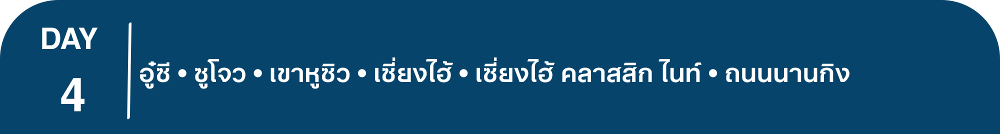 DAY
4
อู๋ซี • ซูโจว • เขาหูซิว • เซี่ยงไฮ้ • เซี่ยงไฮ้ คลาสสิก ไนท์ • ถนนนานกิง